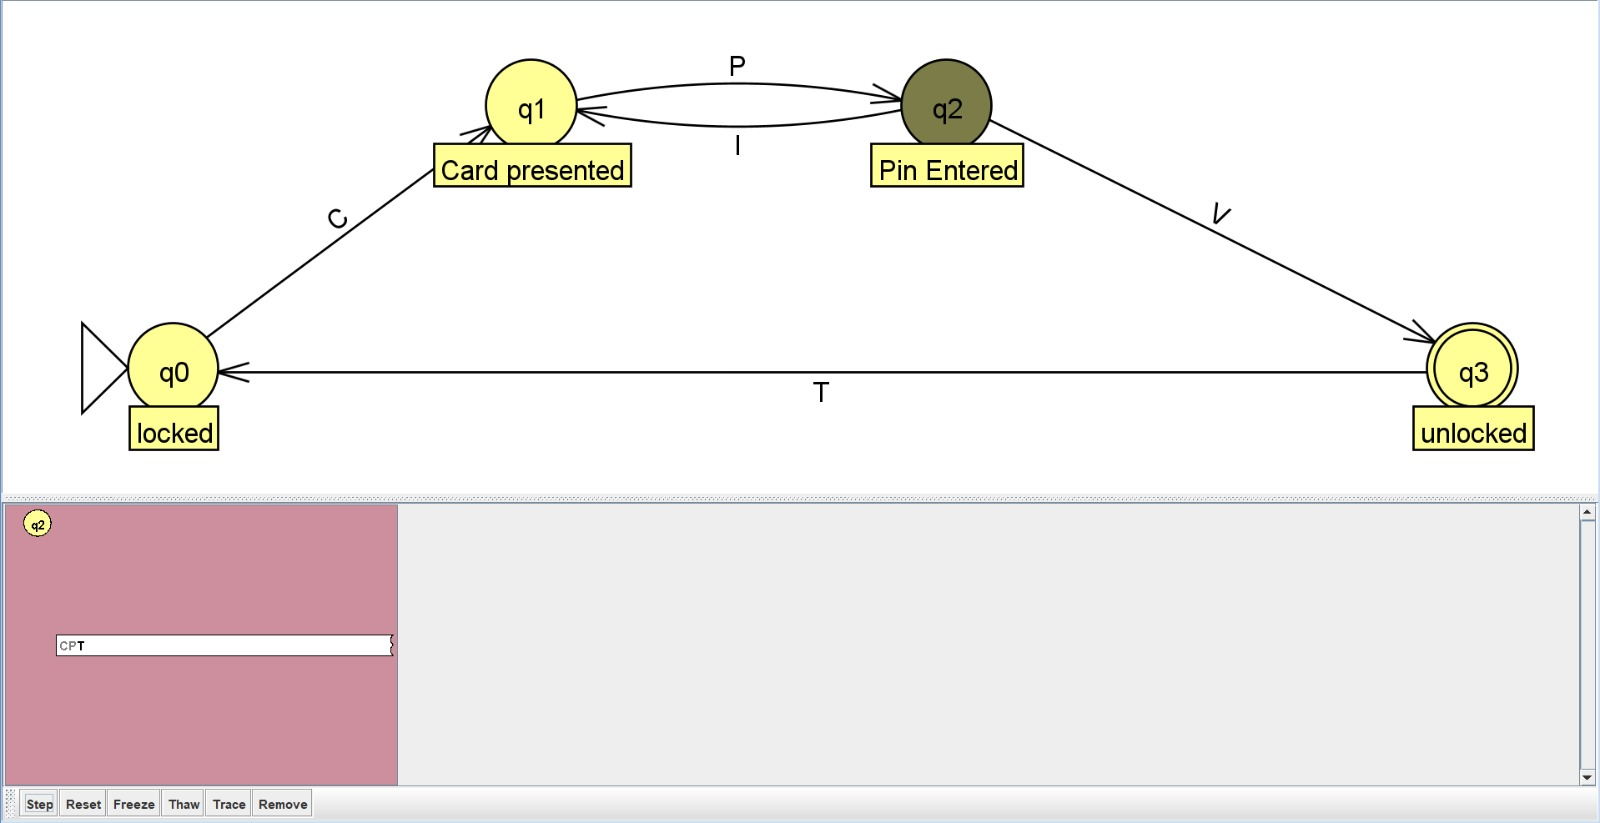 P
q1
q2
I
Card presented
Pin Entered
C
V
q0
q3
T
locked
unlocked
q2
CPT
Step Reset Freeze Thaw Trace Remove